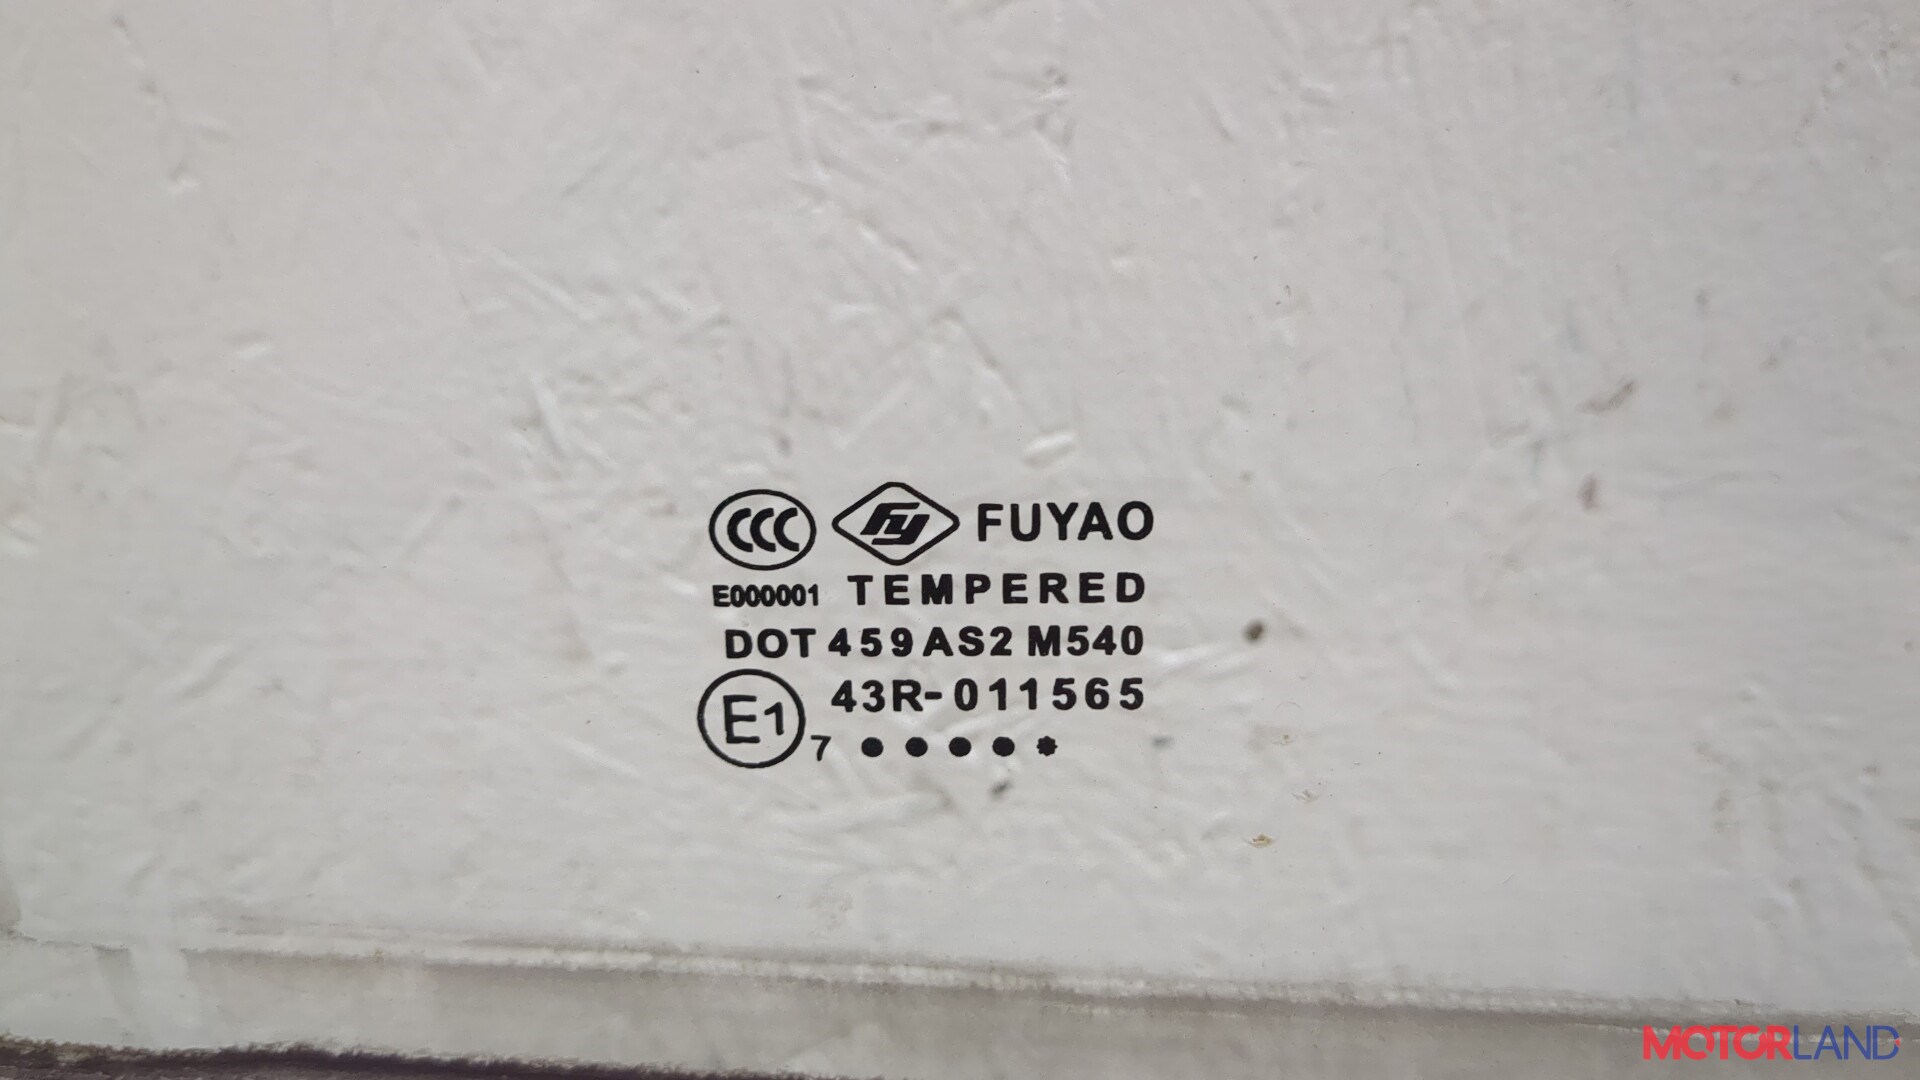 CCC FY FUYAO
E000001 TEMPERED
DOT 459 AS2 M540
E1 43R-011565
7 ● ● ● ● ✱
MOTORLAND